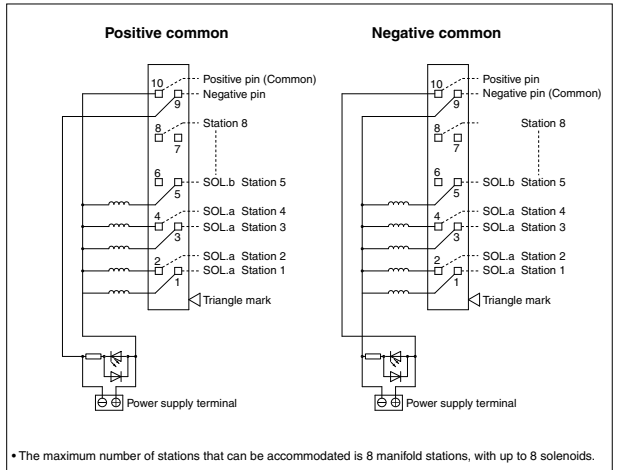 Positive common
10
Positive pin (Common)
9
Negative pin
8
Station 8
7
6
SOL.b Station 5
5
SOL.a Station 4
4
SOL.a Station 3
3
SOL.a Station 2
2
SOL.a Station 1
1
Triangle mark
⊖ ⊕ Power supply terminal
Negative common
10
Positive pin
9
Negative pin (Common)
8
Station 8
7
6
SOL.b Station 5
5
SOL.a Station 4
4
SOL.a Station 3
3
SOL.a Station 2
2
SOL.a Station 1
1
Triangle mark
⊖ ⊕ Power supply terminal
• The maximum number of stations that can be accommodated is 8 manifold stations, with up to 8 solenoids.